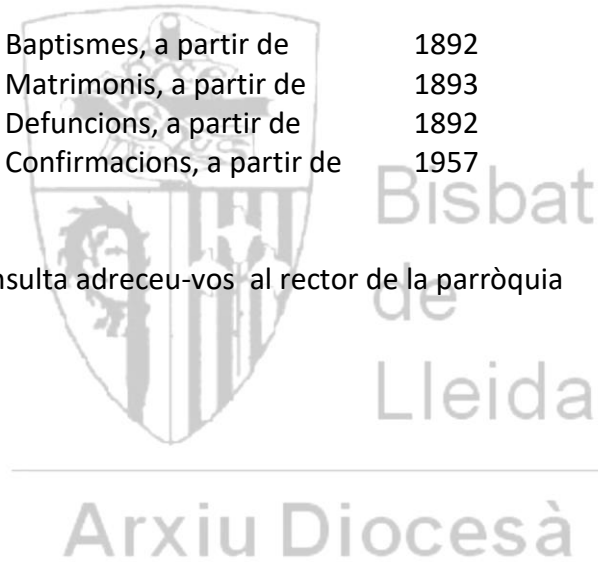 Baptismes, a partir de 1892
Matrimonis, a partir de 1893
Defuncions, a partir de 1892
Confirmacions, a partir de 1957
Bisbat
nsulta adreceu-vos al rector de la parròquia
de
Lleida
Arxiu Diocesà